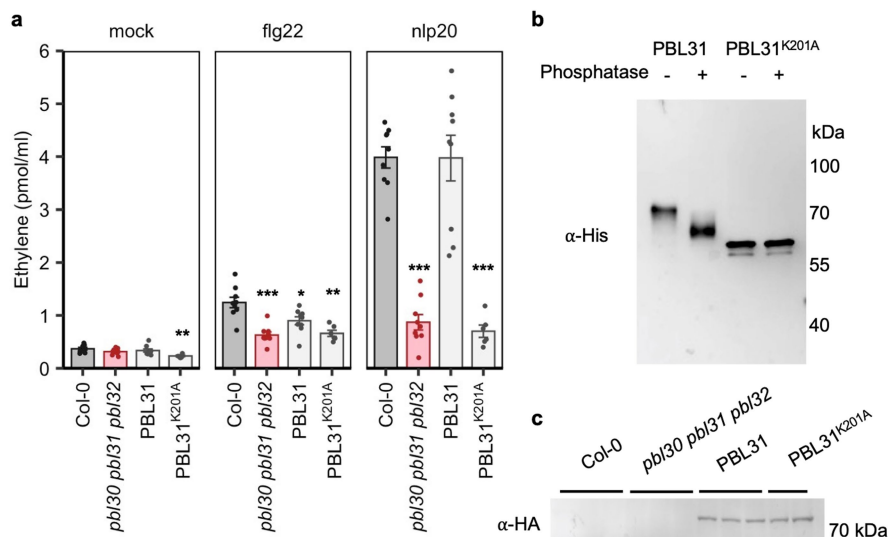 a
mock
flg22
nlp20
Ethylene (pmol/ml)
6
5
4
3
2
1
0
**
***
*
**
***
***
Col-0
pbl30 pbl31 pbl32
PBL31
PBL31K201A
Col-0
pbl30 pbl31 pbl32
PBL31
PBL31K201A
Col-0
pbl30 pbl31 pbl32
PBL31
PBL31K201A
b
PBL31 PBL31K201A
Phosphatase - + - +
kDa
100
70
α-His
55
40
c
Col-0
pbl30 pbl31 pbl32
PBL31
PBL31K201A
α-HA
70 kDa